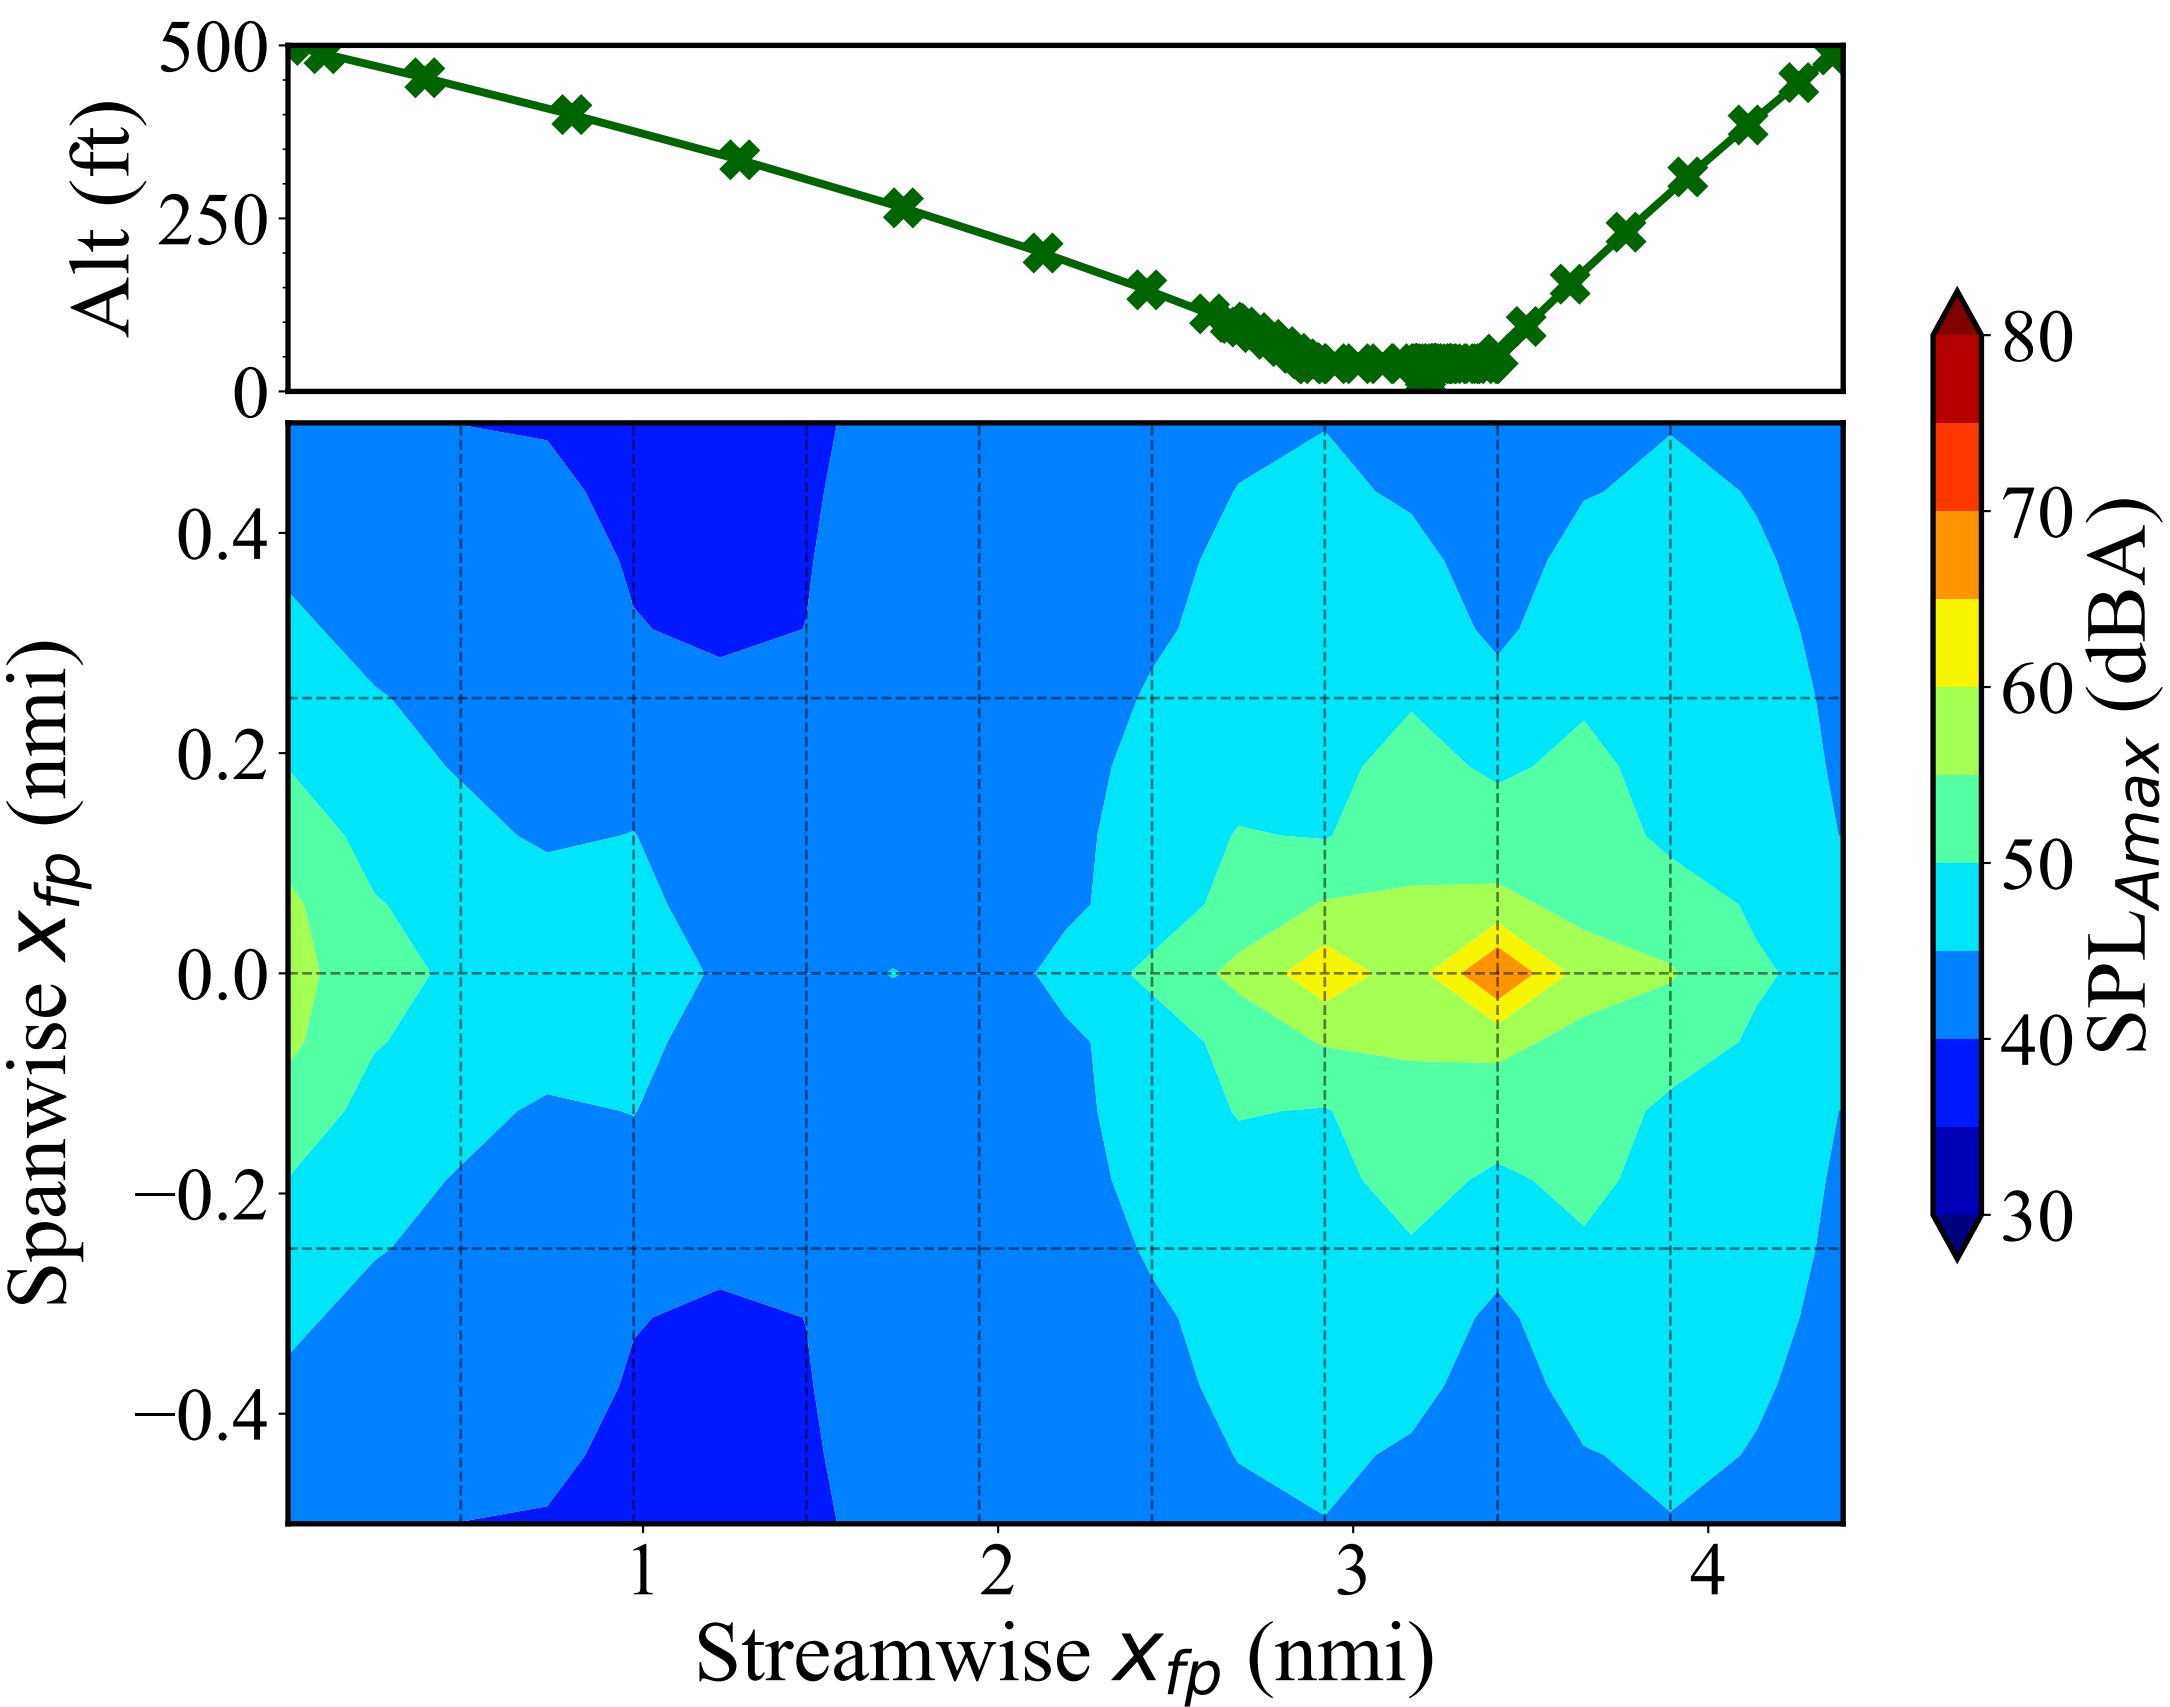 500
250
0
Alt (ft)
0.4
0.2
0.0
−0.2
−0.4
Spanwise x_fp (nmi)
1 2 3 4
Streamwise x_fp (nmi)
80
70
60
50
40
30
SPL_Amax (dBA)